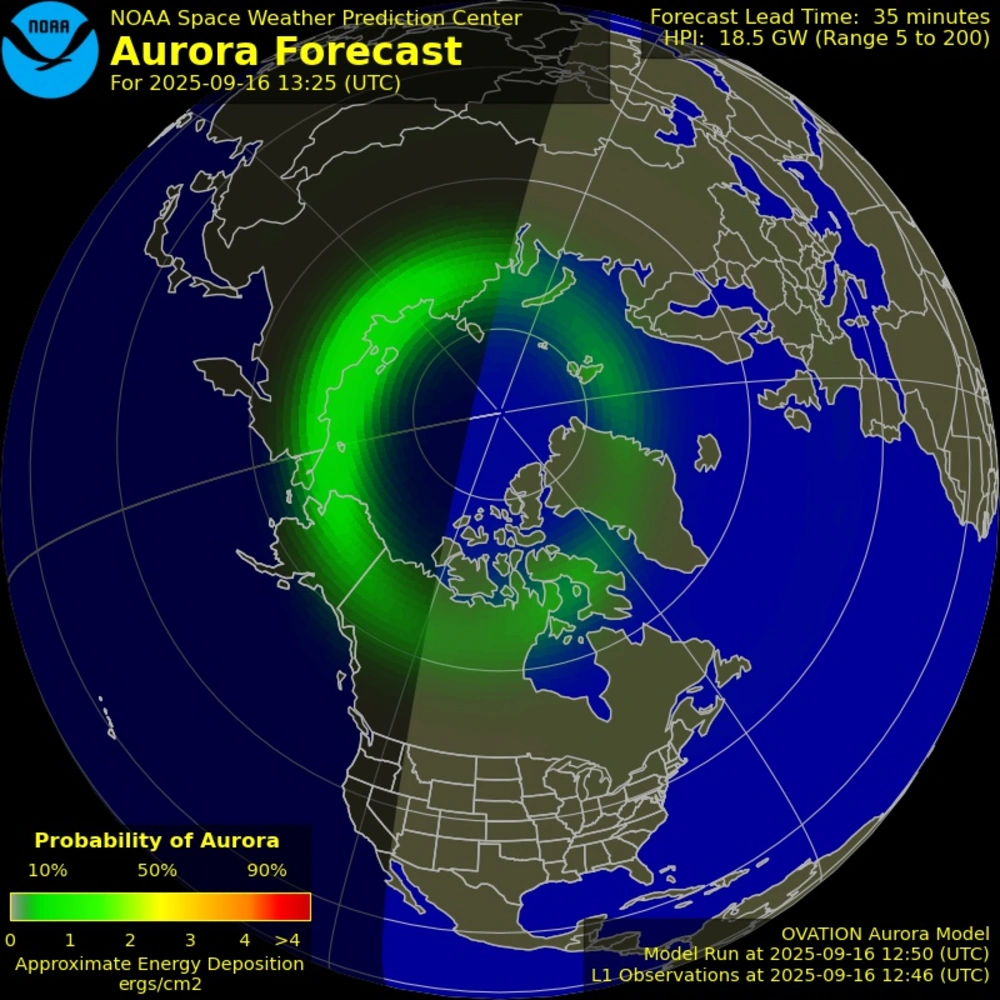 NOAA
NOAA Space Weather Prediction Center
Aurora Forecast
For 2025-09-16 13:25 (UTC)
Forecast Lead Time: 35 minutes
HPI: 18.5 GW (Range 5 to 200)
Probability of Aurora
10% 50% 90%
0 1 2 3 4 >4
Approximate Energy Deposition
ergs/cm2
OVATION Aurora Model
Model Run at 2025-09-16 12:50 (UTC)
L1 Observations at 2025-09-16 12:46 (UTC)